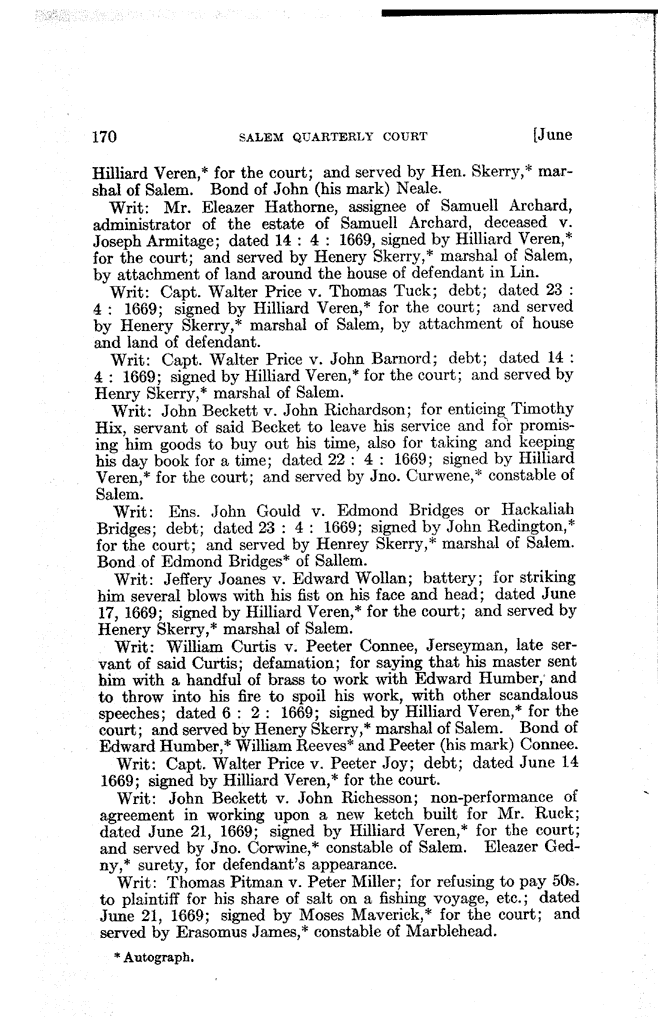 170 SALEM QUARTERLY COURT [June
Hilliard Veren,* for the court; and served by Hen. Skerry,* mar-
shal of Salem. Bond of John (his mark) Neale.
Writ: Mr. Eleazer Hathorne, assignee of Samuell Archard,
administrator of the estate of Samuell Archard, deceased v.
Joseph Armitage; dated 14 : 4 : 1669, signed by Hilliard Veren,*
for the court; and served by Henery Skerry,* marshal of Salem,
by attachment of land around the house of defendant in Lin.
Writ: Capt. Walter Price v. Thomas Tuck; debt; dated 23 :
4 : 1669; signed by Hilliard Veren,* for the court; and served
by Henery Skerry,* marshal of Salem, by attachment of house
and land of defendant.
Writ: Capt. Walter Price v. John Barnord; debt; dated 14 :
4 : 1669; signed by Hilliard Veren,* for the court; and served by
Henry Skerry,* marshal of Salem.
Writ: John Beckett v. John Richardson; for enticing Timothy
Hix, servant of said Becket to leave his service and for promis-
ing him goods to buy out his time, also for taking and keeping
his day book for a time; dated 22 : 4 : 1669; signed by Hilliard
Veren,* for the court; and served by Jno. Curwene,* constable of
Salem.
Writ: Ens. John Gould v. Edmond Bridges or Hackaliah
Bridges; debt; dated 23 : 4 : 1669; signed by John Redington,*
for the court; and served by Henrey Skerry,* marshal of Salem.
Bond of Edmond Bridges* of Sallem.
Writ: Jeffery Joanes v. Edward Wollan; battery; for striking
him several blows with his fist on his face and head; dated June
17, 1669; signed by Hilliard Veren,* for the court; and served by
Henery Skerry,* marshal of Salem.
Writ: William Curtis v. Peeter Connee, Jerseyman, late ser-
vant of said Curtis; defamation; for saying that his master sent
him with a handful of brass to work with Edward Humber, and
to throw into his fire to spoil his work, with other scandalous
speeches; dated 6 : 2 : 1669; signed by Hilliard Veren,* for the
court; and served by Henery Skerry,* marshal of Salem. Bond of
Edward Humber,* William Reeves* and Peeter (his mark) Connee.
Writ: Capt. Walter Price v. Peeter Joy; debt; dated June 14
1669; signed by Hilliard Veren,* for the court.
Writ: John Beckett v. John Richesson; non-performance of
agreement in working upon a new ketch built for Mr. Ruck;
dated June 21, 1669; signed by Hilliard Veren,* for the court;
and served by Jno. Corwine,* constable of Salem. Eleazer Ged-
ny,* surety, for defendant's appearance.
Writ: Thomas Pitman v. Peter Miller; for refusing to pay 50s.
to plaintiff for his share of salt on a fishing voyage, etc.; dated
June 21, 1669; signed by Moses Maverick,* for the court; and
served by Erasomus James,* constable of Marblehead.
* Autograph.